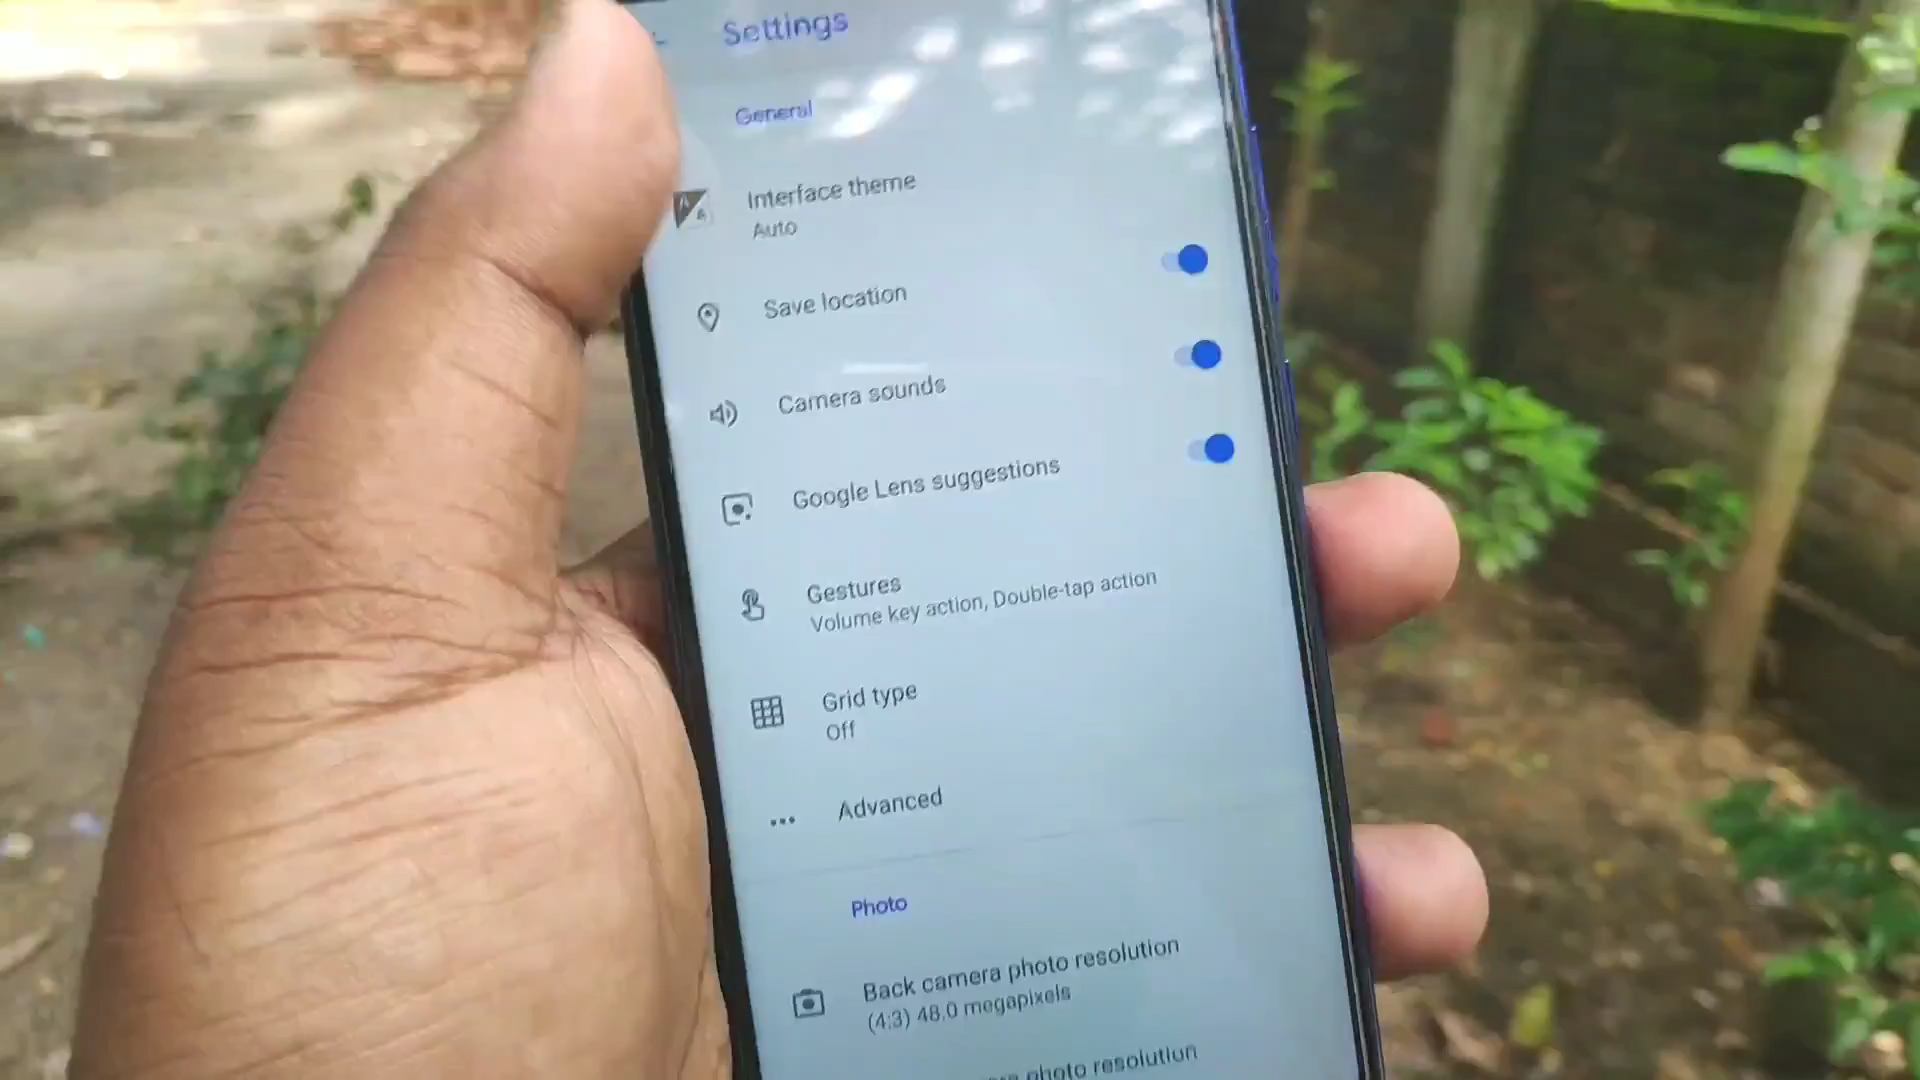 Settings
General
Interface theme
Auto
Save location
Camera sounds
Google Lens suggestions
Gestures
Volume key action, Double-tap action
Grid type
Off
Advanced
Photo
Back camera photo resolution
(4:3) 48.0 megapixels
photo resolution